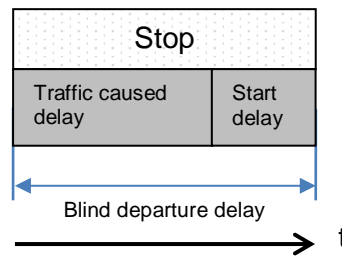 Stop
Traffic caused
delay
Start
delay
Blind departure delay
t